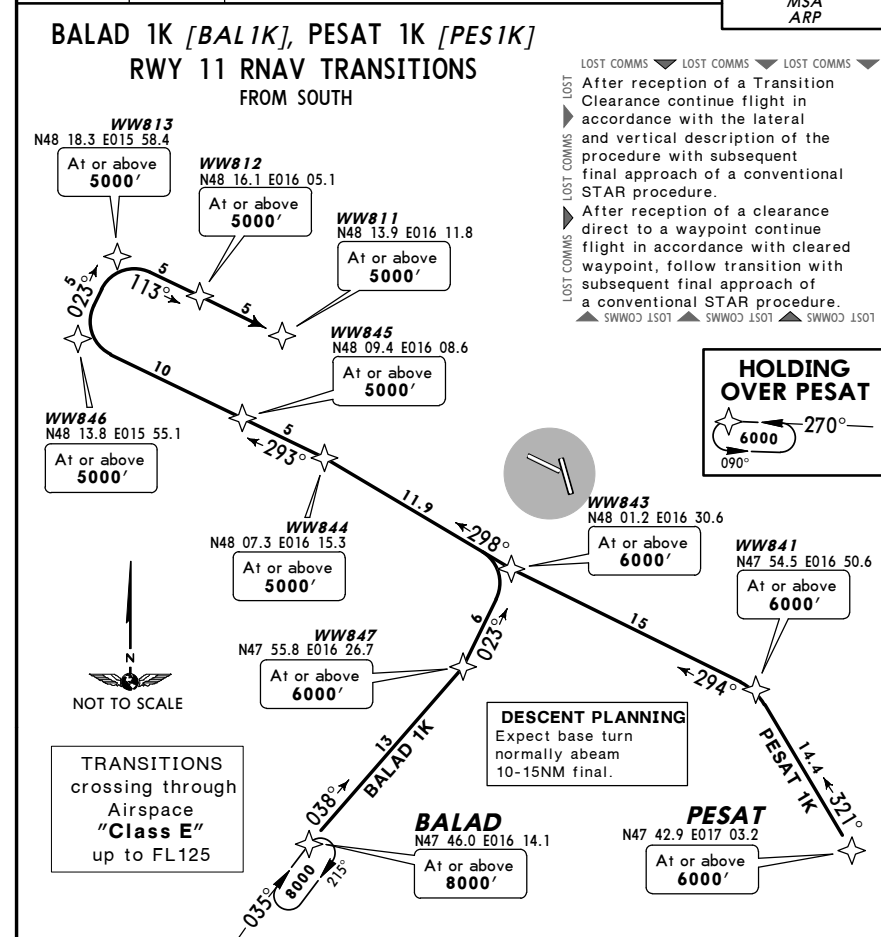 MSA
ARP
BALAD 1K [BAL1K], PESAT 1K [PES1K]
RWY 11 RNAV TRANSITIONS
FROM SOUTH
LOST COMMS LOST COMMS LOST COMMS
LOST COMMS LOST COMMS LOST
After reception of a Transition
Clearance continue flight in
accordance with the lateral
and vertical description of the
procedure with subsequent
final approach of a conventional
STAR procedure.
After reception of a clearance
direct to a waypoint continue
flight in accordance with cleared
waypoint, follow transition with
subsequent final approach of
a conventional STAR procedure.
LOST COMMS LOST COMMS LOST COMMS
WW813
N48 18.3 E015 58.4
At or above
5000'
WW812
N48 16.1 E016 05.1
At or above
5000'
WW811
N48 13.9 E016 11.8
At or above
5000'
5
023°
5
113°
5
WW845
N48 09.4 E016 08.6
At or above
5000'
10
WW846
N48 13.8 E015 55.1
At or above
5000'
5
293°
HOLDING
OVER PESAT
270°
6000
090°
11.9
WW844
N48 07.3 E016 15.3
At or above
5000'
298°
WW843
N48 01.2 E016 30.6
At or above
6000'
WW841
N47 54.5 E016 50.6
At or above
6000'
15
294°
6
023°
WW847
N47 55.8 E016 26.7
At or above
6000'
N
NOT TO SCALE
DESCENT PLANNING
Expect base turn
normally abeam
10-15NM final.
13
BALAD 1K
038°
14.4
321°
PESAT 1K
TRANSITIONS
crossing through
Airspace
"Class E"
up to FL125
BALAD
N47 46.0 E016 14.1
At or above
8000'
PESAT
N47 42.9 E017 03.2
At or above
6000'
8000
215°
035°